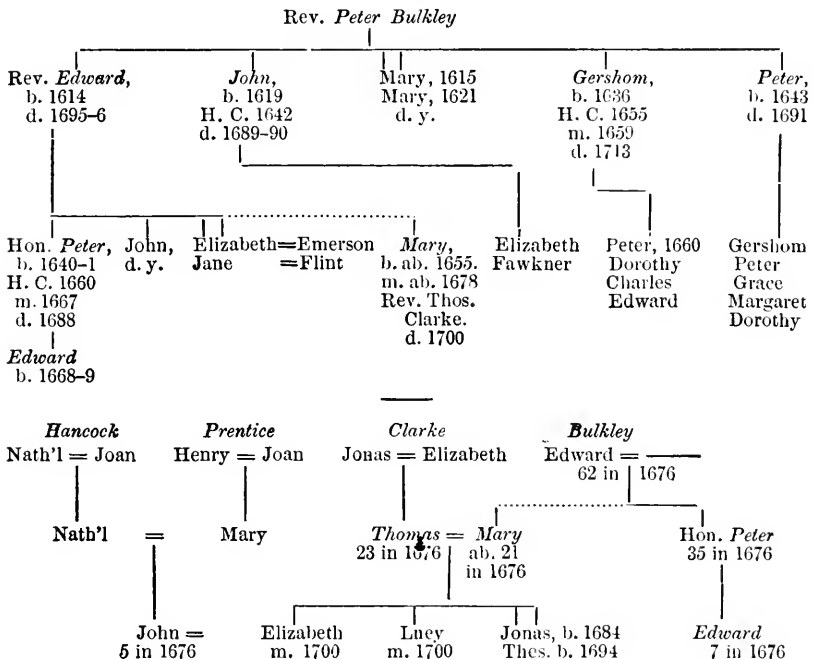 Rev. Peter Bulkley
Rev. Edward, John, Mary, 1615 Gershom, Peter,
b. 1614 b. 1619 Mary, 1621 b. 1636 b. 1643
d. 1695-6 H. C. 1642 d. y. H. C. 1655 d. 1691
d. 1689-90 m. 1659
d. 1713
Hon. Peter, John, Elizabeth=Emerson Mary, Elizabeth Peter, 1660 Gershom
b. 1640-1 d. y. Jane =Flint b. ab. 1655. Fawkner Dorothy Peter
H. C. 1660 m. ab. 1678 Charles Grace
m. 1667 Rev. Thos. Edward Margaret
d. 1688 Clarke. Dorothy
d. 1700
Edward
b. 1668-9
Hancock Prentice Clarke Bulkley
Nath'l = Joan Henry = Joan Jonas = Elizabeth Edward =
62 in 1676
Nath'l = Mary Thomas = Mary Hon. Peter
23 in 1676 ab. 21 35 in 1676
in 1676
John = Elizabeth Lucy Jonas, b. 1684 Edward
5 in 1676 m. 1700 m. 1700 Thos. b. 1694 7 in 1676